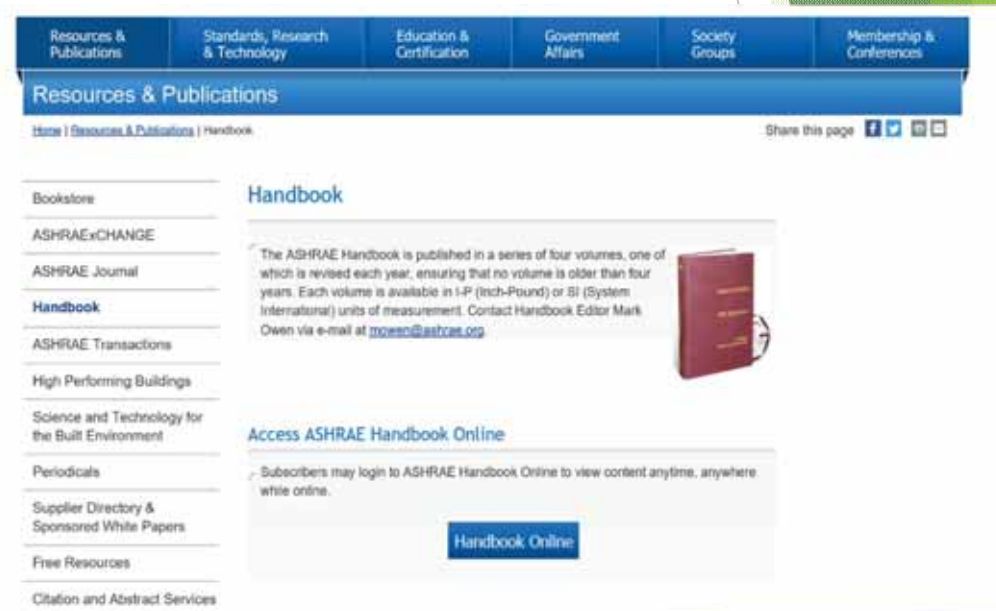 Resources &
Publications
Standards, Research
& Technology
Education &
Certification
Government
Affairs
Society
Groups
Membership &
Conferences
Resources & Publications
Home | Resources & Publications | Handbook
Share this page
Bookstore
ASHRAExCHANGE
ASHRAE Journal
Handbook
ASHRAE Transactions
High Performing Buildings
Science and Technology for
the Built Environment
Periodicals
Supplier Directory &
Sponsored White Papers
Free Resources
Citation and Abstract Services
Handbook
The ASHRAE Handbook is published in a series of four volumes, one of
which is revised each year, ensuring that no volume is older than four
years. Each volume is available in I-P (Inch-Pound) or SI (System
International) units of measurement. Contact Handbook Editor Mark
Owen via e-mail at mowen@ashrae.org.
Access ASHRAE Handbook Online
Subscribers may login to ASHRAE Handbook Online to view content anytime, anywhere
while online.
Handbook Online